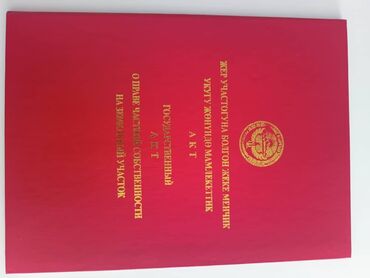 ЖЕР УЧАСТОГУНА БОЛГОН ЖЕКЕ МЕНЧИК
УКУГУ ЖӨНҮНДӨ МАМЛЕКЕТТИК
АКТ
ГОСУДАРСТВЕННЫЙ
АКТ
О ПРАВЕ ЧАСТНОЙ СОБСТВЕННОСТИ
НА ЗЕМЕЛЬНЫЙ УЧАСТОК